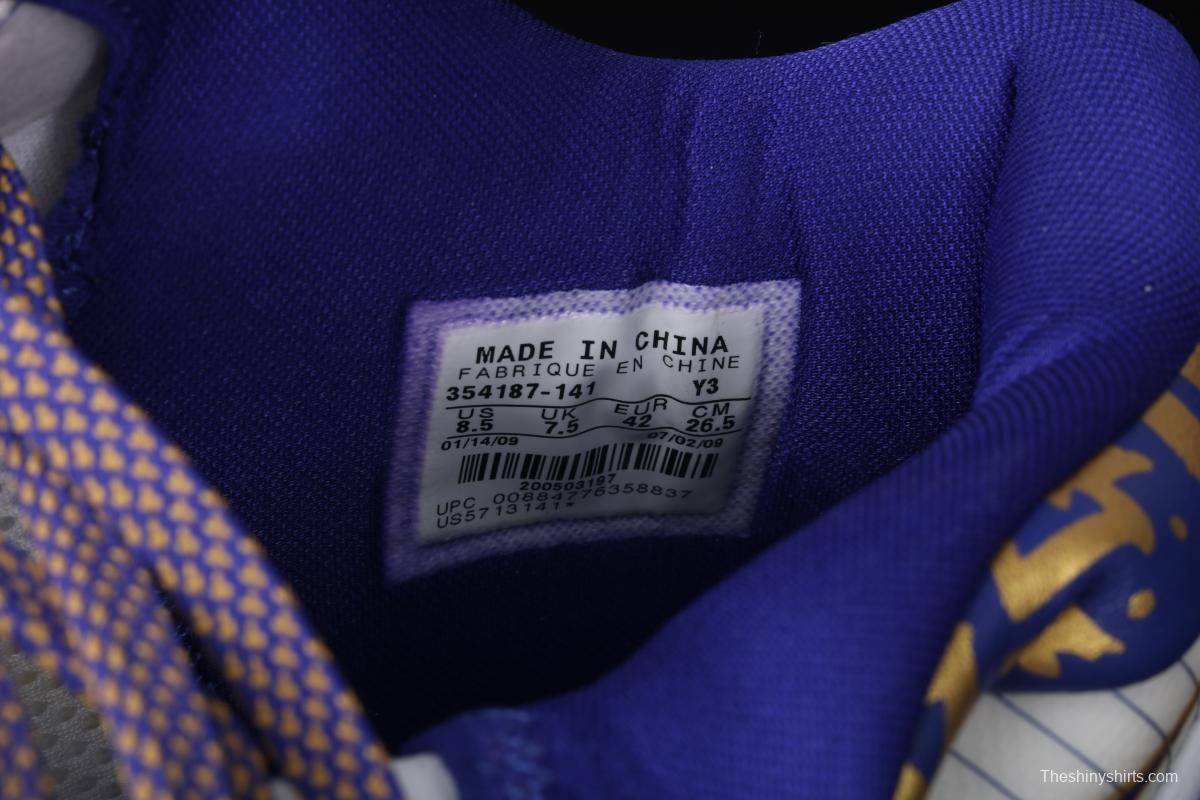 MADE IN CHINA
FABRIQUE EN CHINE
354187-141 Y3
US UK EUR CM
8.5 7.5 42 26.5
01/14/09 07/02/09
200503197
UPC 00884776358837
US5713141*
Theshinyshirts.com